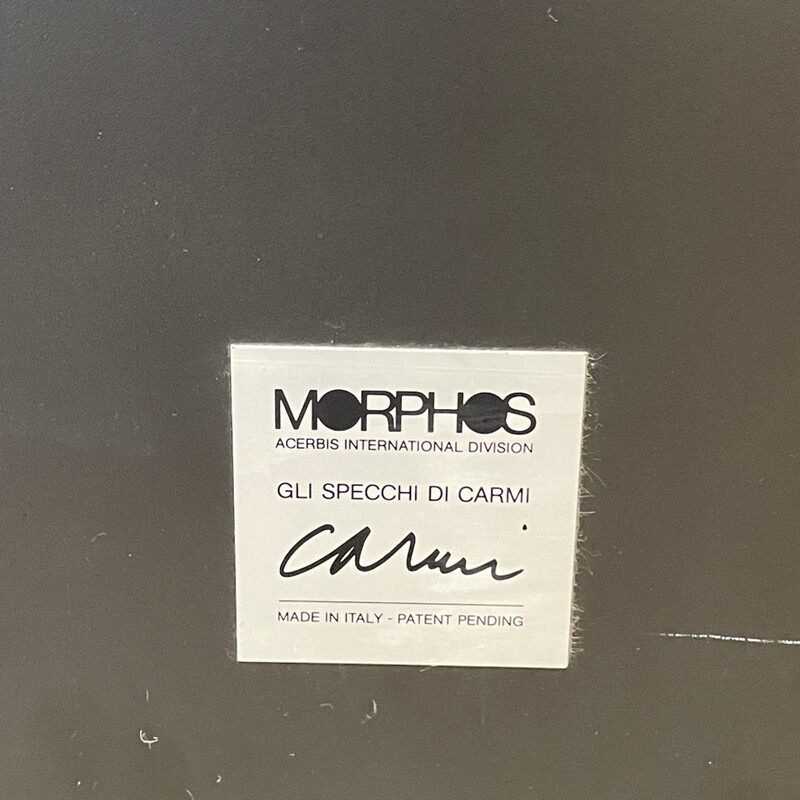 MORPHOS
ACERBIS INTERNATIONAL DIVISION
GLI SPECCHI DI CARMI
Carmi
MADE IN ITALY - PATENT PENDING